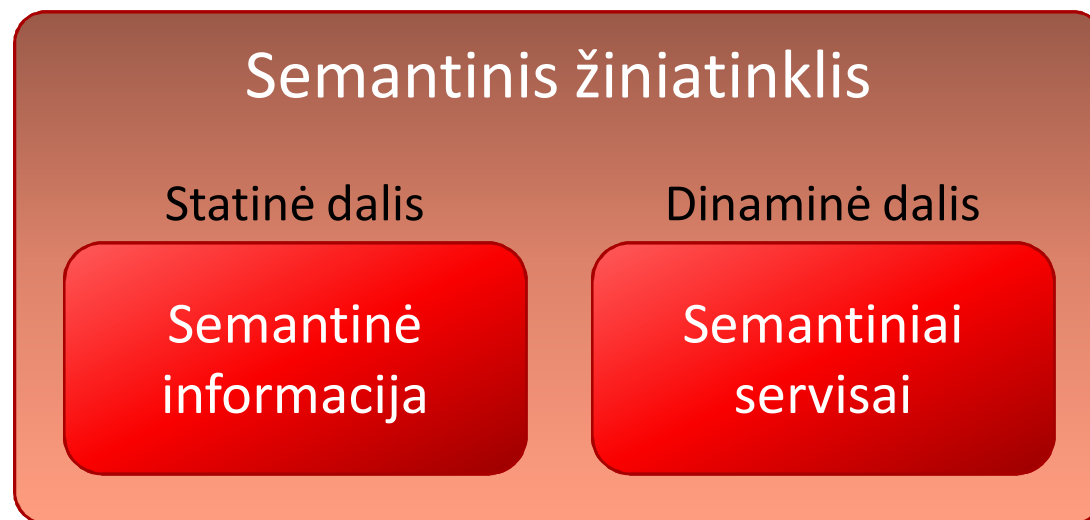 Semantinis žiniatinklis
Statinė dalis
Semantinė
informacija
Dinaminė dalis
Semantiniai
servisai